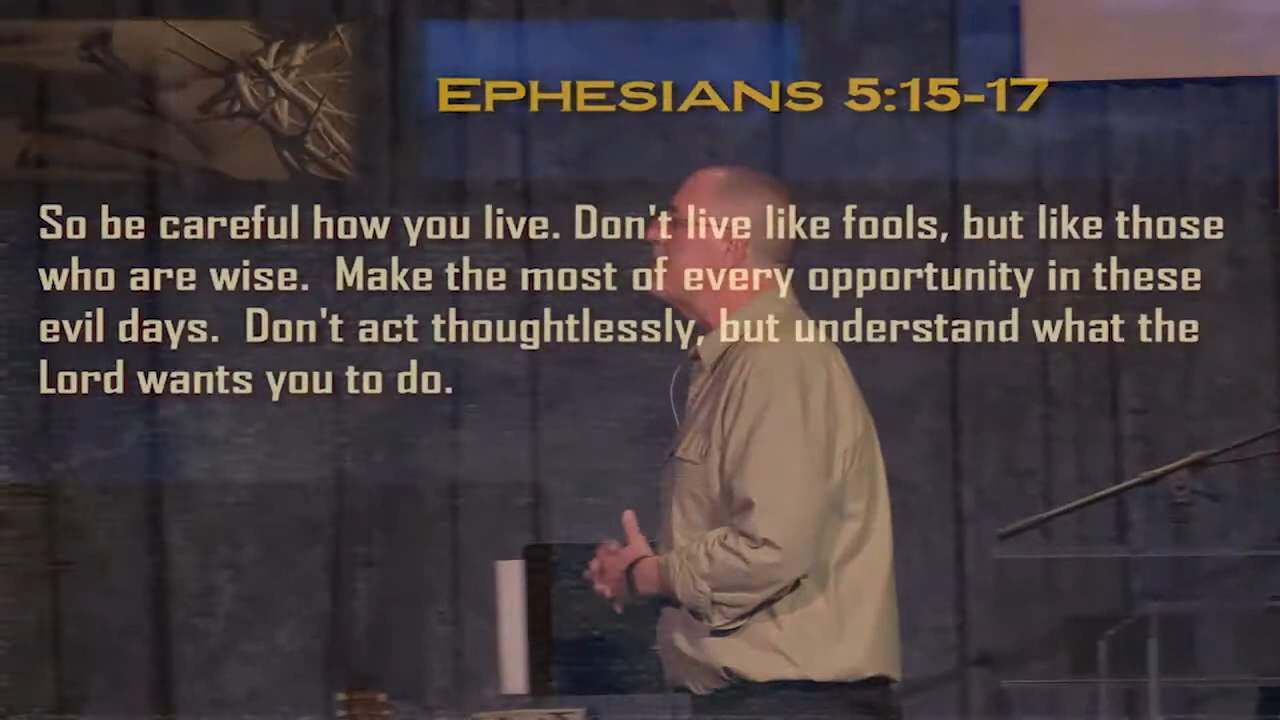 EPHESIANS 5:15-17
So be careful how you live. Don't live like fools, but like those
who are wise.  Make the most of every opportunity in these
evil days.  Don't act thoughtlessly, but understand what the
Lord wants you to do.